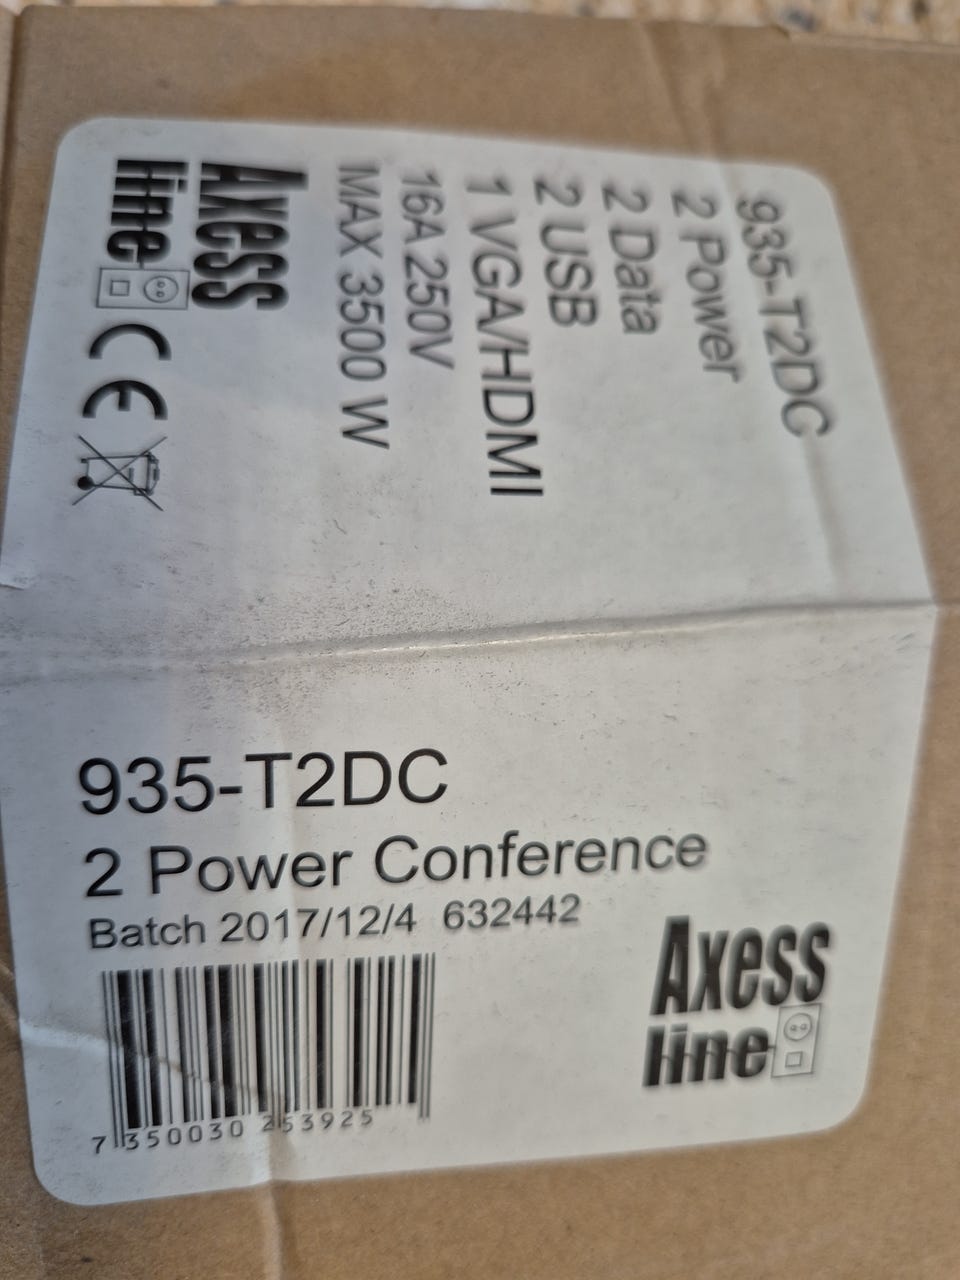 935-T2DC
2 Power
2 Data
2 USB
1 VGA/HDMI
16A 250V
MAX 3500 W
Axess
line
CE
935-T2DC
2 Power Conference
Batch 2017/12/4 632442
7 350030 253925
Axess
line